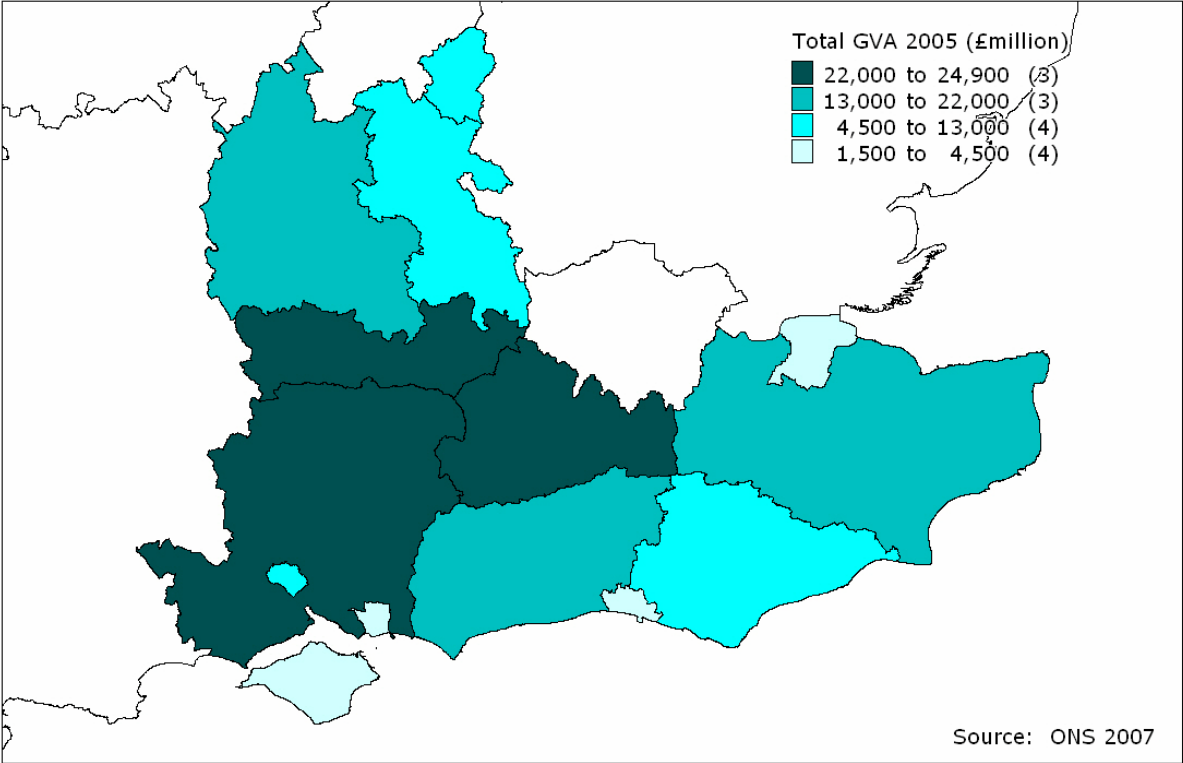 Total GVA 2005 (£million)
22,000 to 24,900 (3)
13,000 to 22,000 (3)
4,500 to 13,000 (4)
1,500 to 4,500 (4)
Source: ONS 2007